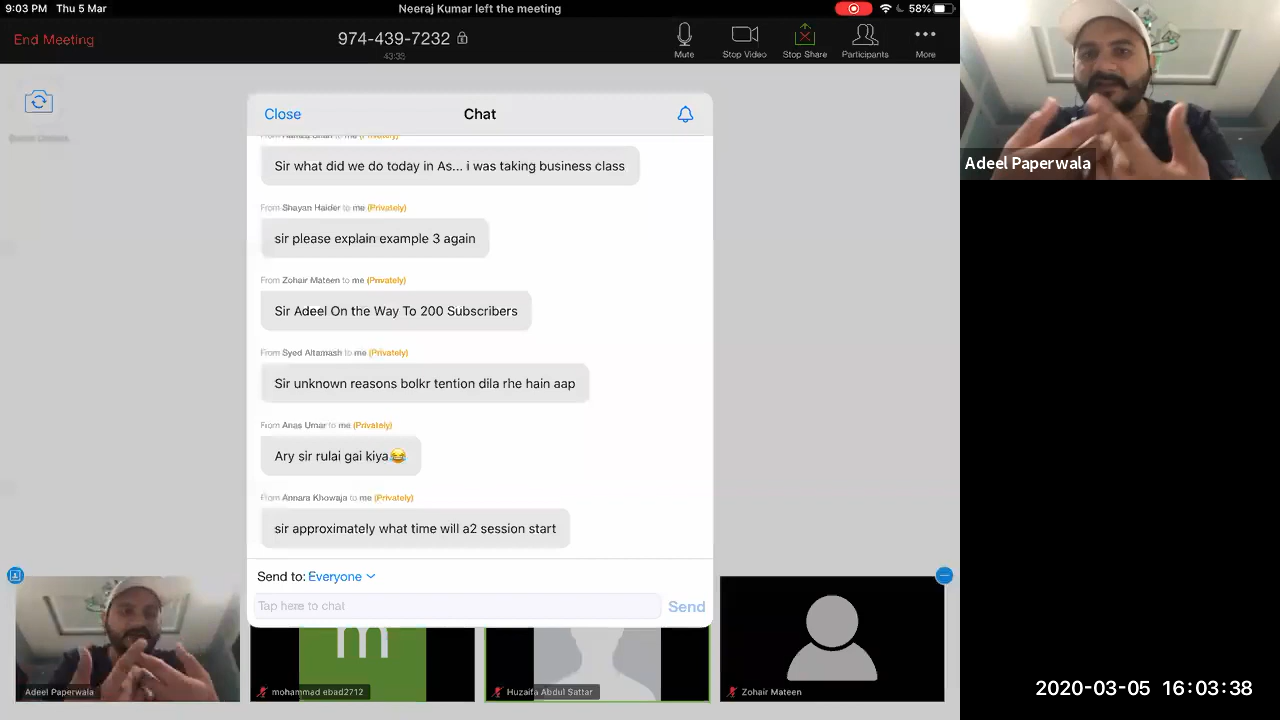 9:03 PM Thu 5 Mar
Neeraj Kumar left the meeting
58%
End Meeting
974-439-7232
43:35
Mute
Stop Video
Stop Share
Participants
More
Close
Chat
to me (Privately)
Sir what did we do today in As... i was taking business class
From Shayan Haider to me (Privately)
sir please explain example 3 again
From Zohair Mateen to me (Privately)
Sir Adeel On the Way To 200 Subscribers
From Syed Altamash to me (Privately)
Sir unknown reasons bolkr tention dila rhe hain aap
From Anas Umar to me (Privately)
Ary sir rulai gai kiya😂
From Annara Khowaja to me (Privately)
sir approximately what time will a2 session start
Send to: Everyone
Tap here to chat
Send
m
Adeel Paperwala
mohammad ebad2712
Huzaifa Abdul Sattar
Zohair Mateen
Adeel Paperwala
2020-03-05 16:03:38